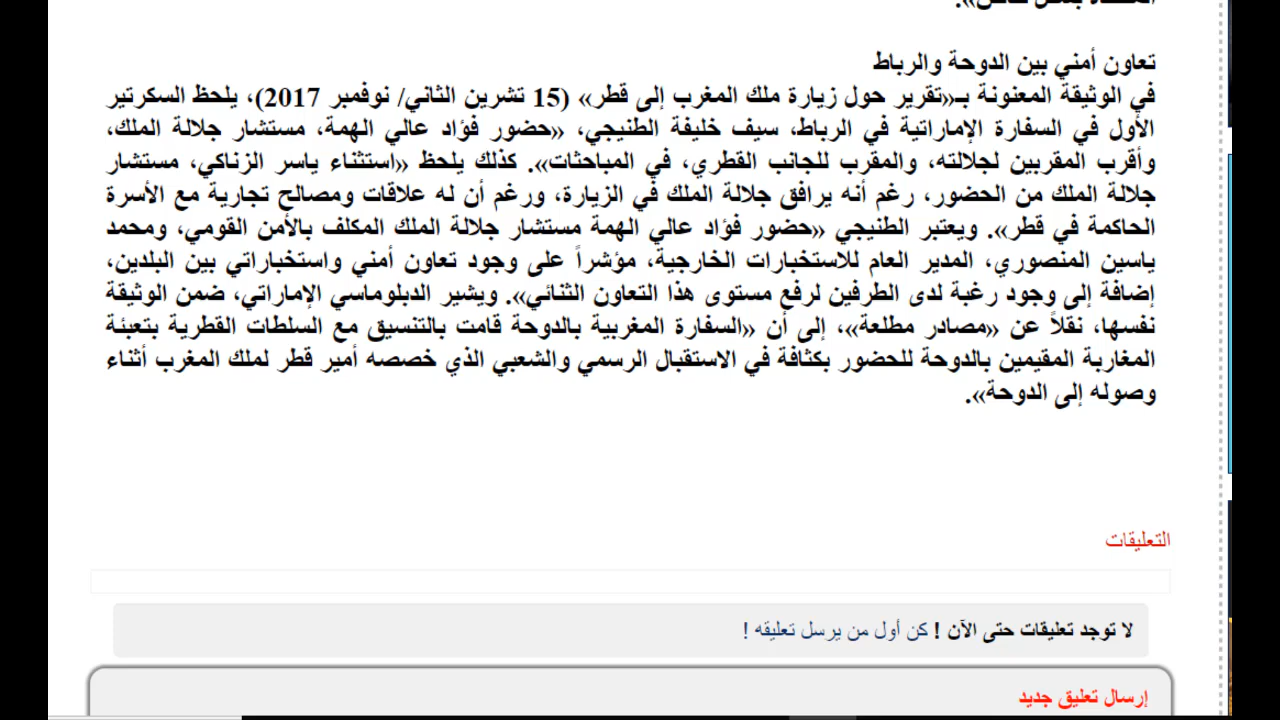 تعاون أمني بين الدوحة والرباط
في الوثيقة المعنونة بـ«تقرير حول زيارة ملك المغرب إلى قطر» (15 تشرين الثاني/ نوفمبر 2017)، يلحظ السكرتير
الأول في السفارة الإماراتية في الرباط، سيف خليفة الطنيجي، «حضور فؤاد عالي الهمة، مستشار جلالة الملك،
وأقرب المقربين لجلالته، والمقرب للجانب القطري، في المباحثات». كذلك يلحظ «استثناء ياسر الزناكي، مستشار
جلالة الملك من الحضور، رغم أنه يرافق جلالة الملك في الزيارة، ورغم أن له علاقات ومصالح تجارية مع الأسرة
الحاكمة في قطر». ويعتبر الطنيجي «حضور فؤاد عالي الهمة مستشار جلالة الملك المكلف بالأمن القومي، ومحمد
ياسين المنصوري، المدير العام للاستخبارات الخارجية، مؤشراً على وجود تعاون أمني واستخباراتي بين البلدين،
إضافة إلى وجود رغبة لدى الطرفين لرفع مستوى هذا التعاون الثنائي». ويشير الدبلوماسي الإماراتي، ضمن الوثيقة
نفسها، نقلاً عن «مصادر مطلعة»، إلى أن «السفارة المغربية بالدوحة قامت بالتنسيق مع السلطات القطرية بتعبئة
المغاربة المقيمين بالدوحة للحضور بكثافة في الاستقبال الرسمي والشعبي الذي خصصه أمير قطر لملك المغرب أثناء
وصوله إلى الدوحة».
التعليقات
لا توجد تعليقات حتى الآن ! كن أول من يرسل تعليقه !
إرسال تعليق جديد